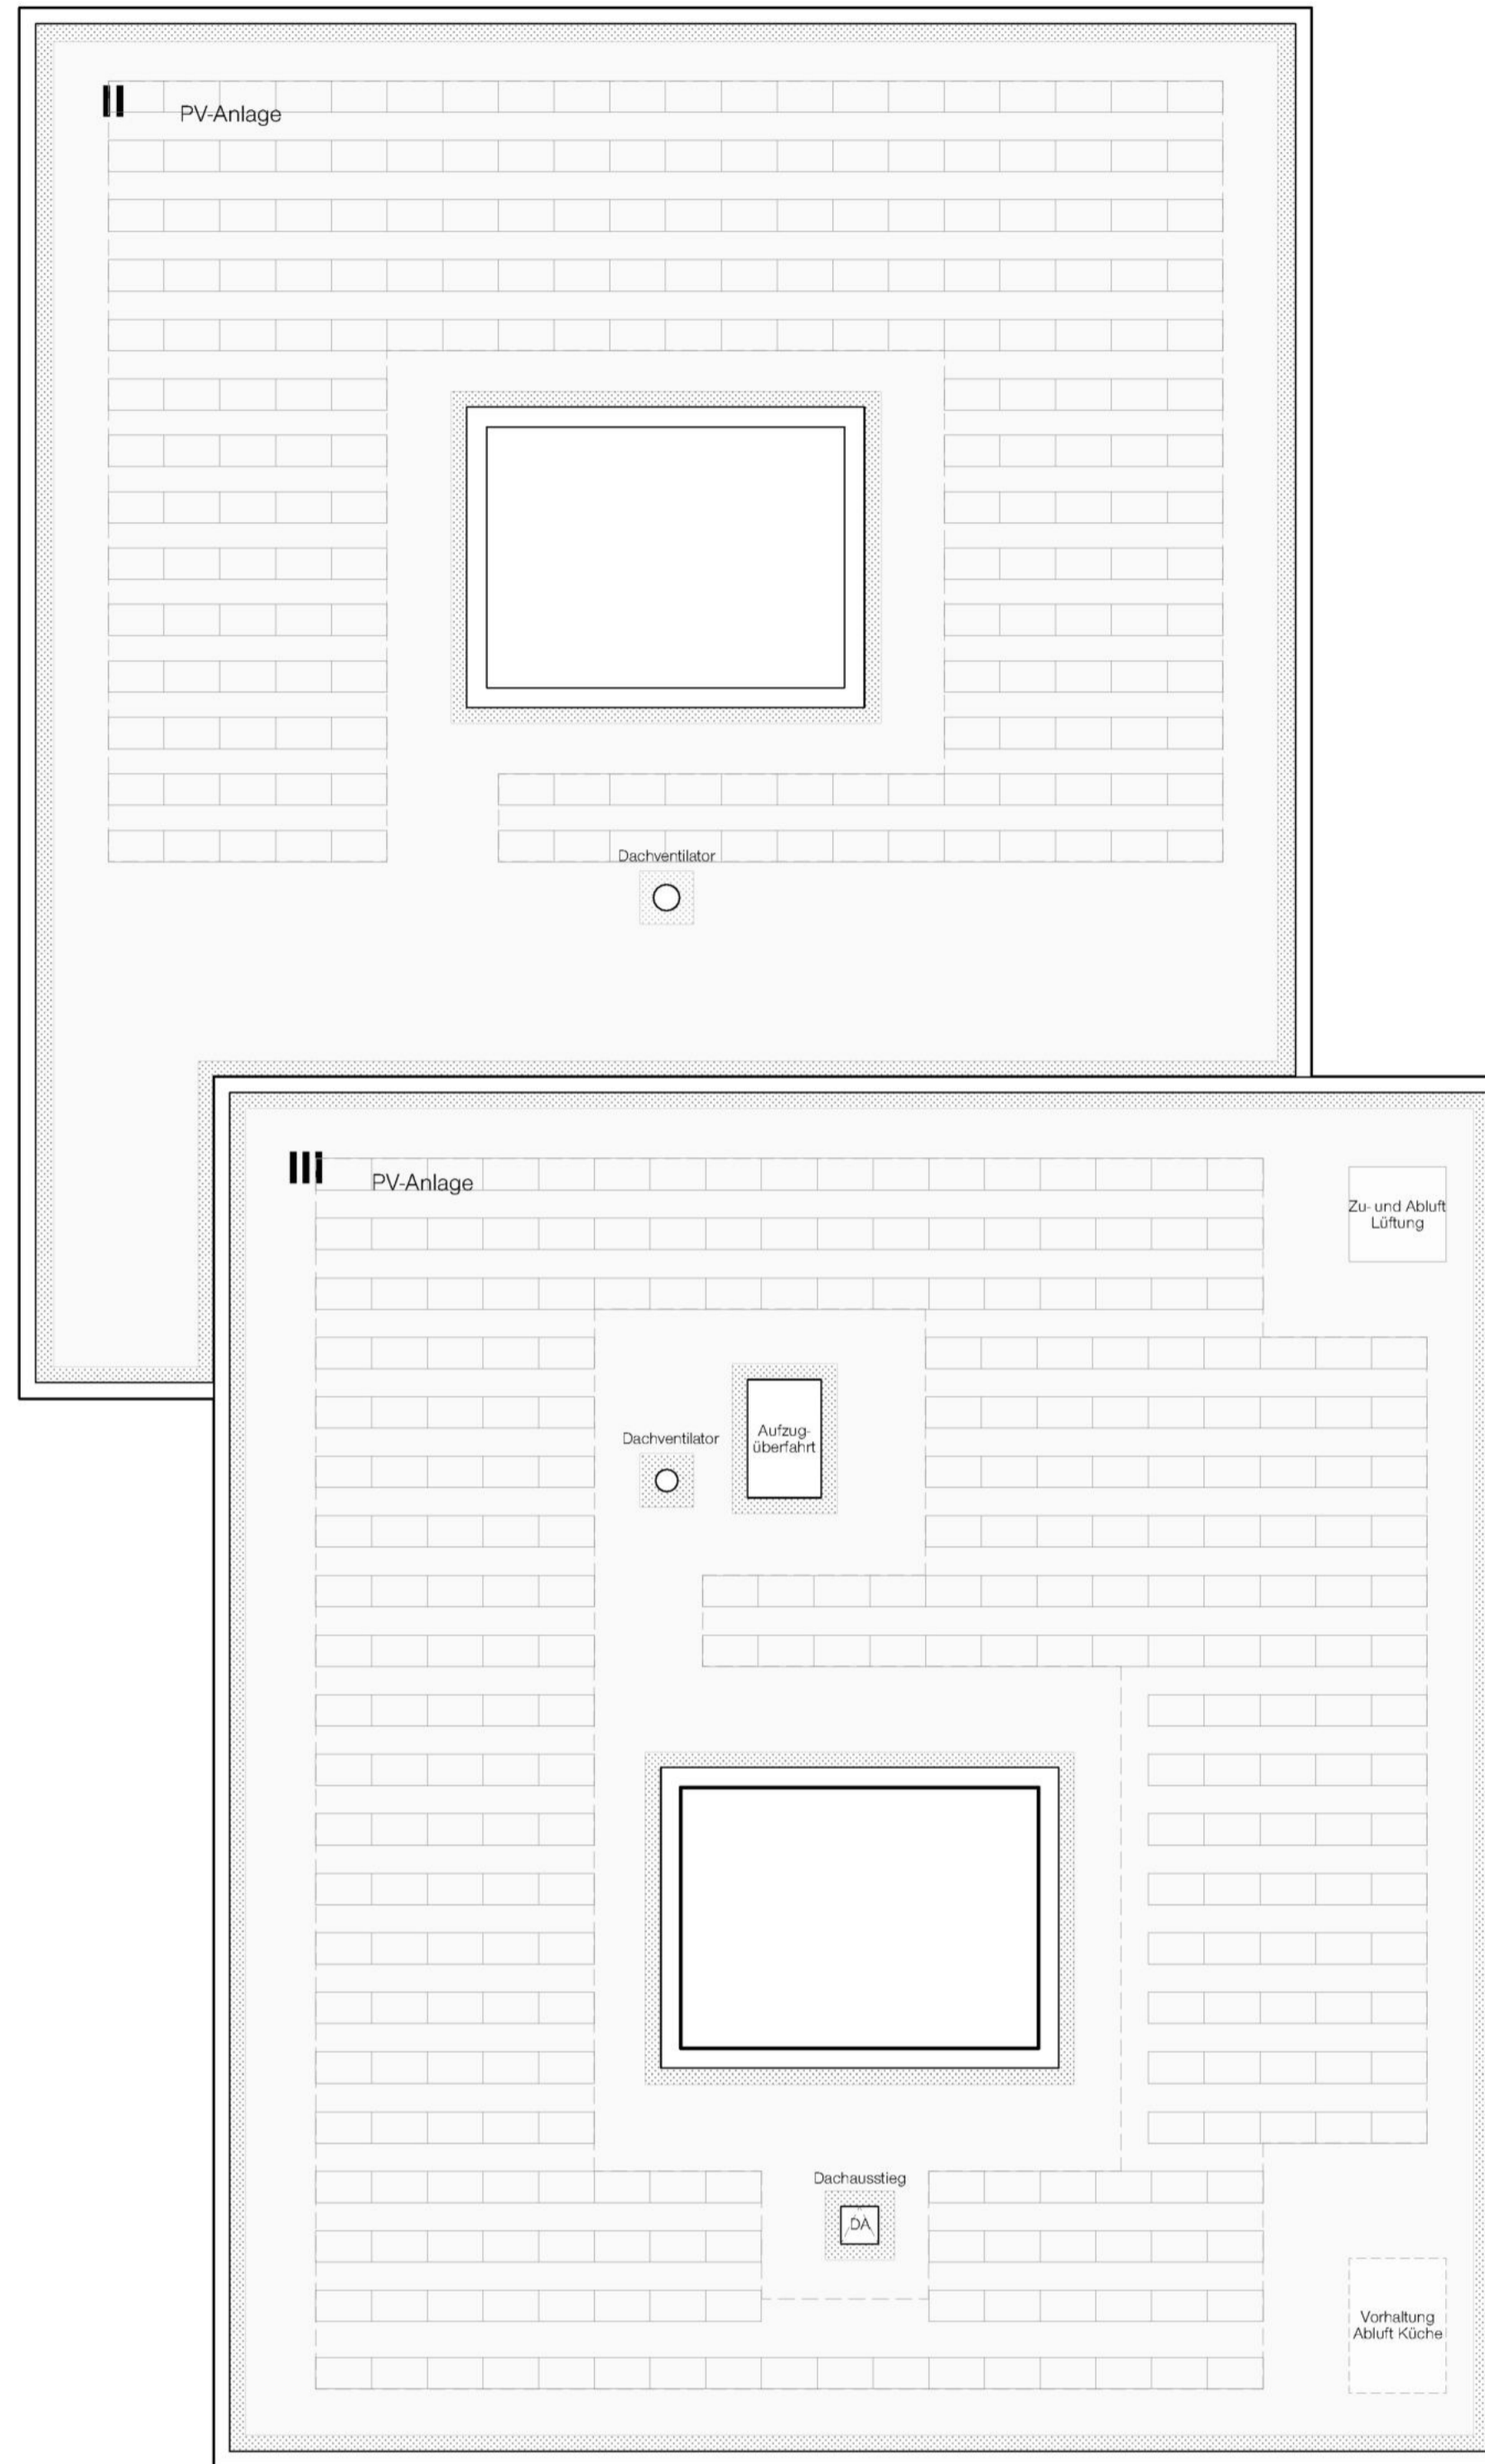 II
PV-Anlage
Dachventilator
III
PV-Anlage
Zu- und Abluft
Lüftung
Dachventilator
Aufzug-
überfahrt
Dachausstieg
DA
Vorhaltung
Abluft Küche